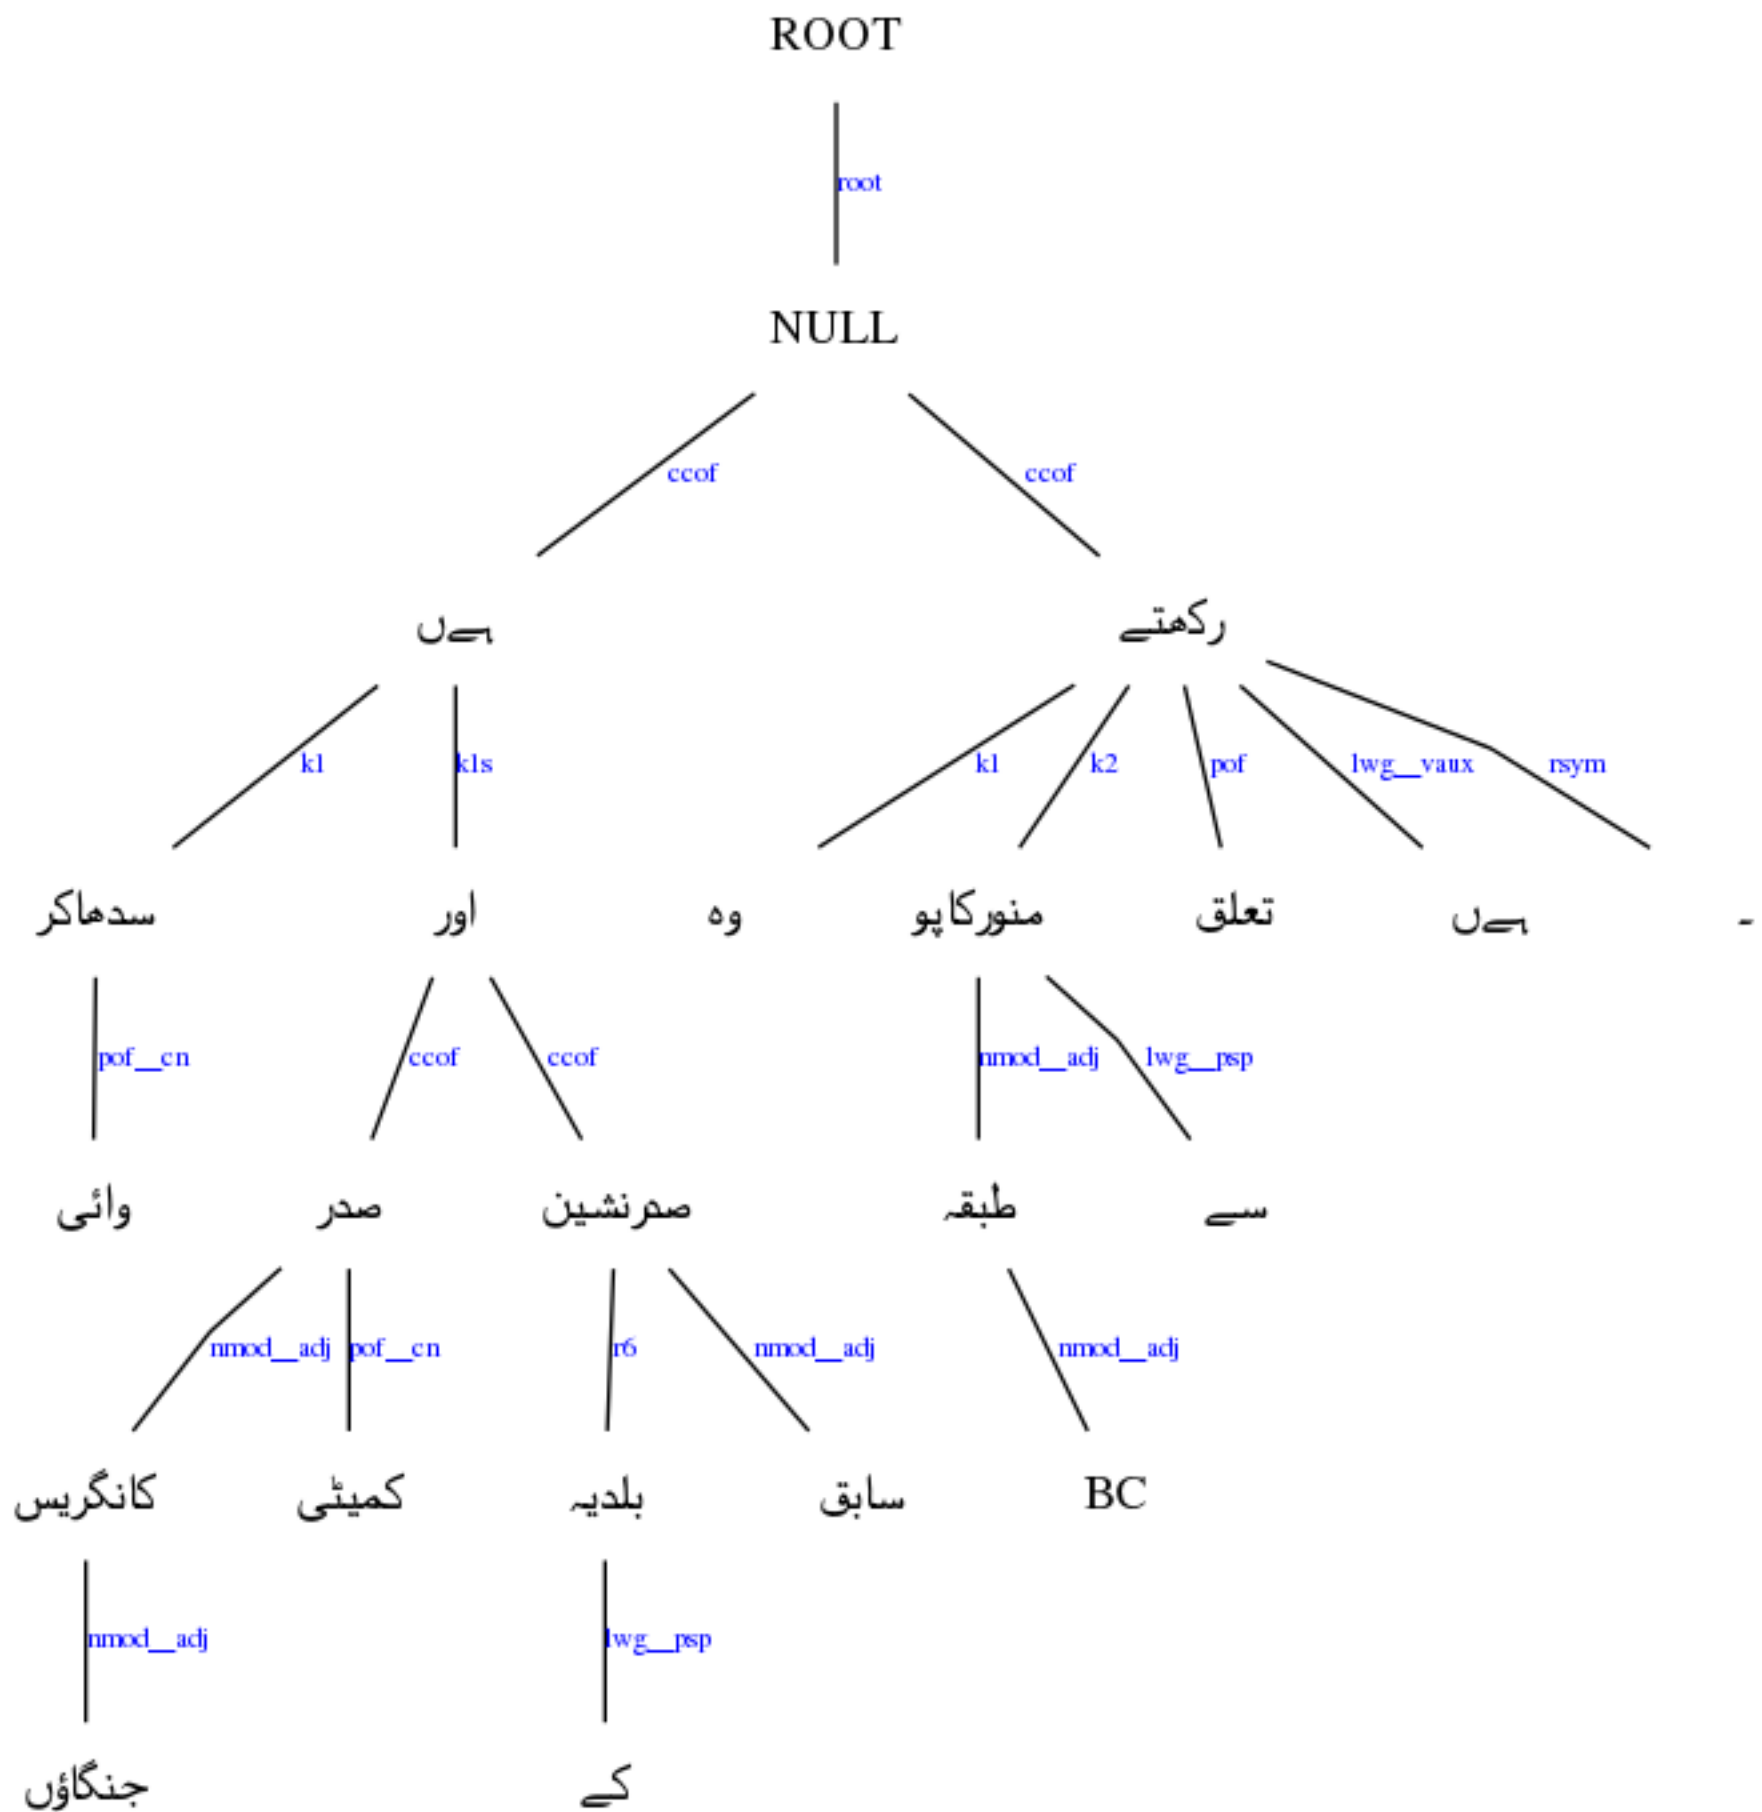 ROOT
root
NULL
ccof ccof
ہےں رکھتے
k1 k1s k1 k2 pof lwg__vaux rsym
سدھاکر اور وہ منورکاپو تعلق ہےں ۔
pof__cn ccof ccof nmod__adj lwg__psp
وائی صدر صدرنشین طبقہ سے
nmod__adj pof__cn r6 nmod__adj nmod__adj
کانگریس کمیٹی بلدیہ سابق BC
nmod__adj lwg__psp
جنگاؤں کے